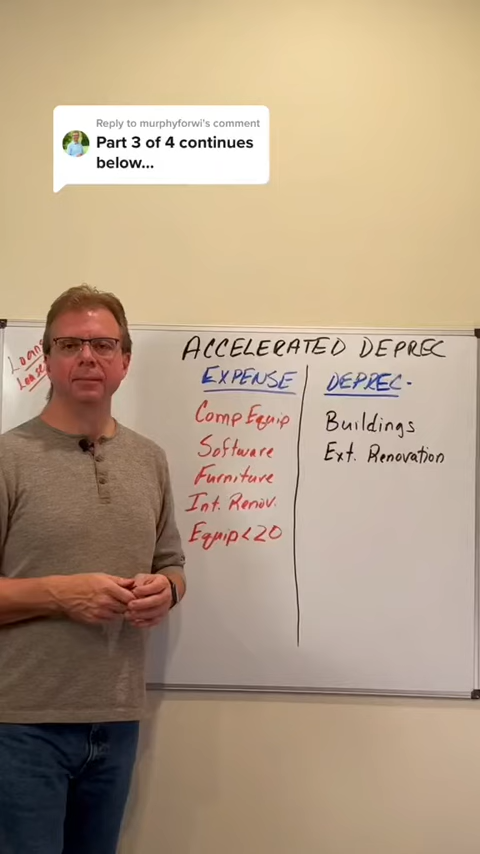 Reply to murphyforwi's comment
Part 3 of 4 continues
below...
ACCELERATED DEPREC
EXPENSE
Comp Equip
Software
Furniture
Int. Renov.
Equip < 20
DEPREC.
Buildings
Ext. Renovation
Loans